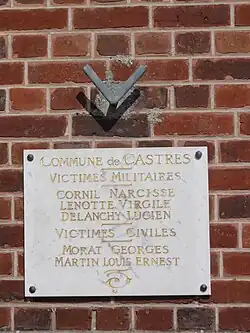 COMMUNE de CASTRES
VICTIMES MILITAIRES
CORNIL NARCISSE
LENOTTE VIRGILE
DELANCHY LUCIEN
VICTIMES CIVILES
MORAT GEORGES
MARTIN LOUIS ERNEST